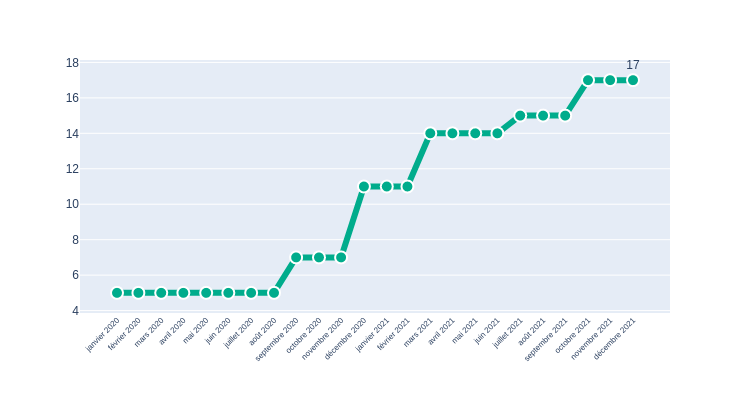 17
18
16
14
12
10
8
6
4
janvier 2020
février 2020
mars 2020
avril 2020
mai 2020
juin 2020
juillet 2020
août 2020
septembre 2020
octobre 2020
novembre 2020
décembre 2020
janvier 2021
février 2021
mars 2021
avril 2021
mai 2021
juin 2021
juillet 2021
août 2021
septembre 2021
octobre 2021
novembre 2021
décembre 2021